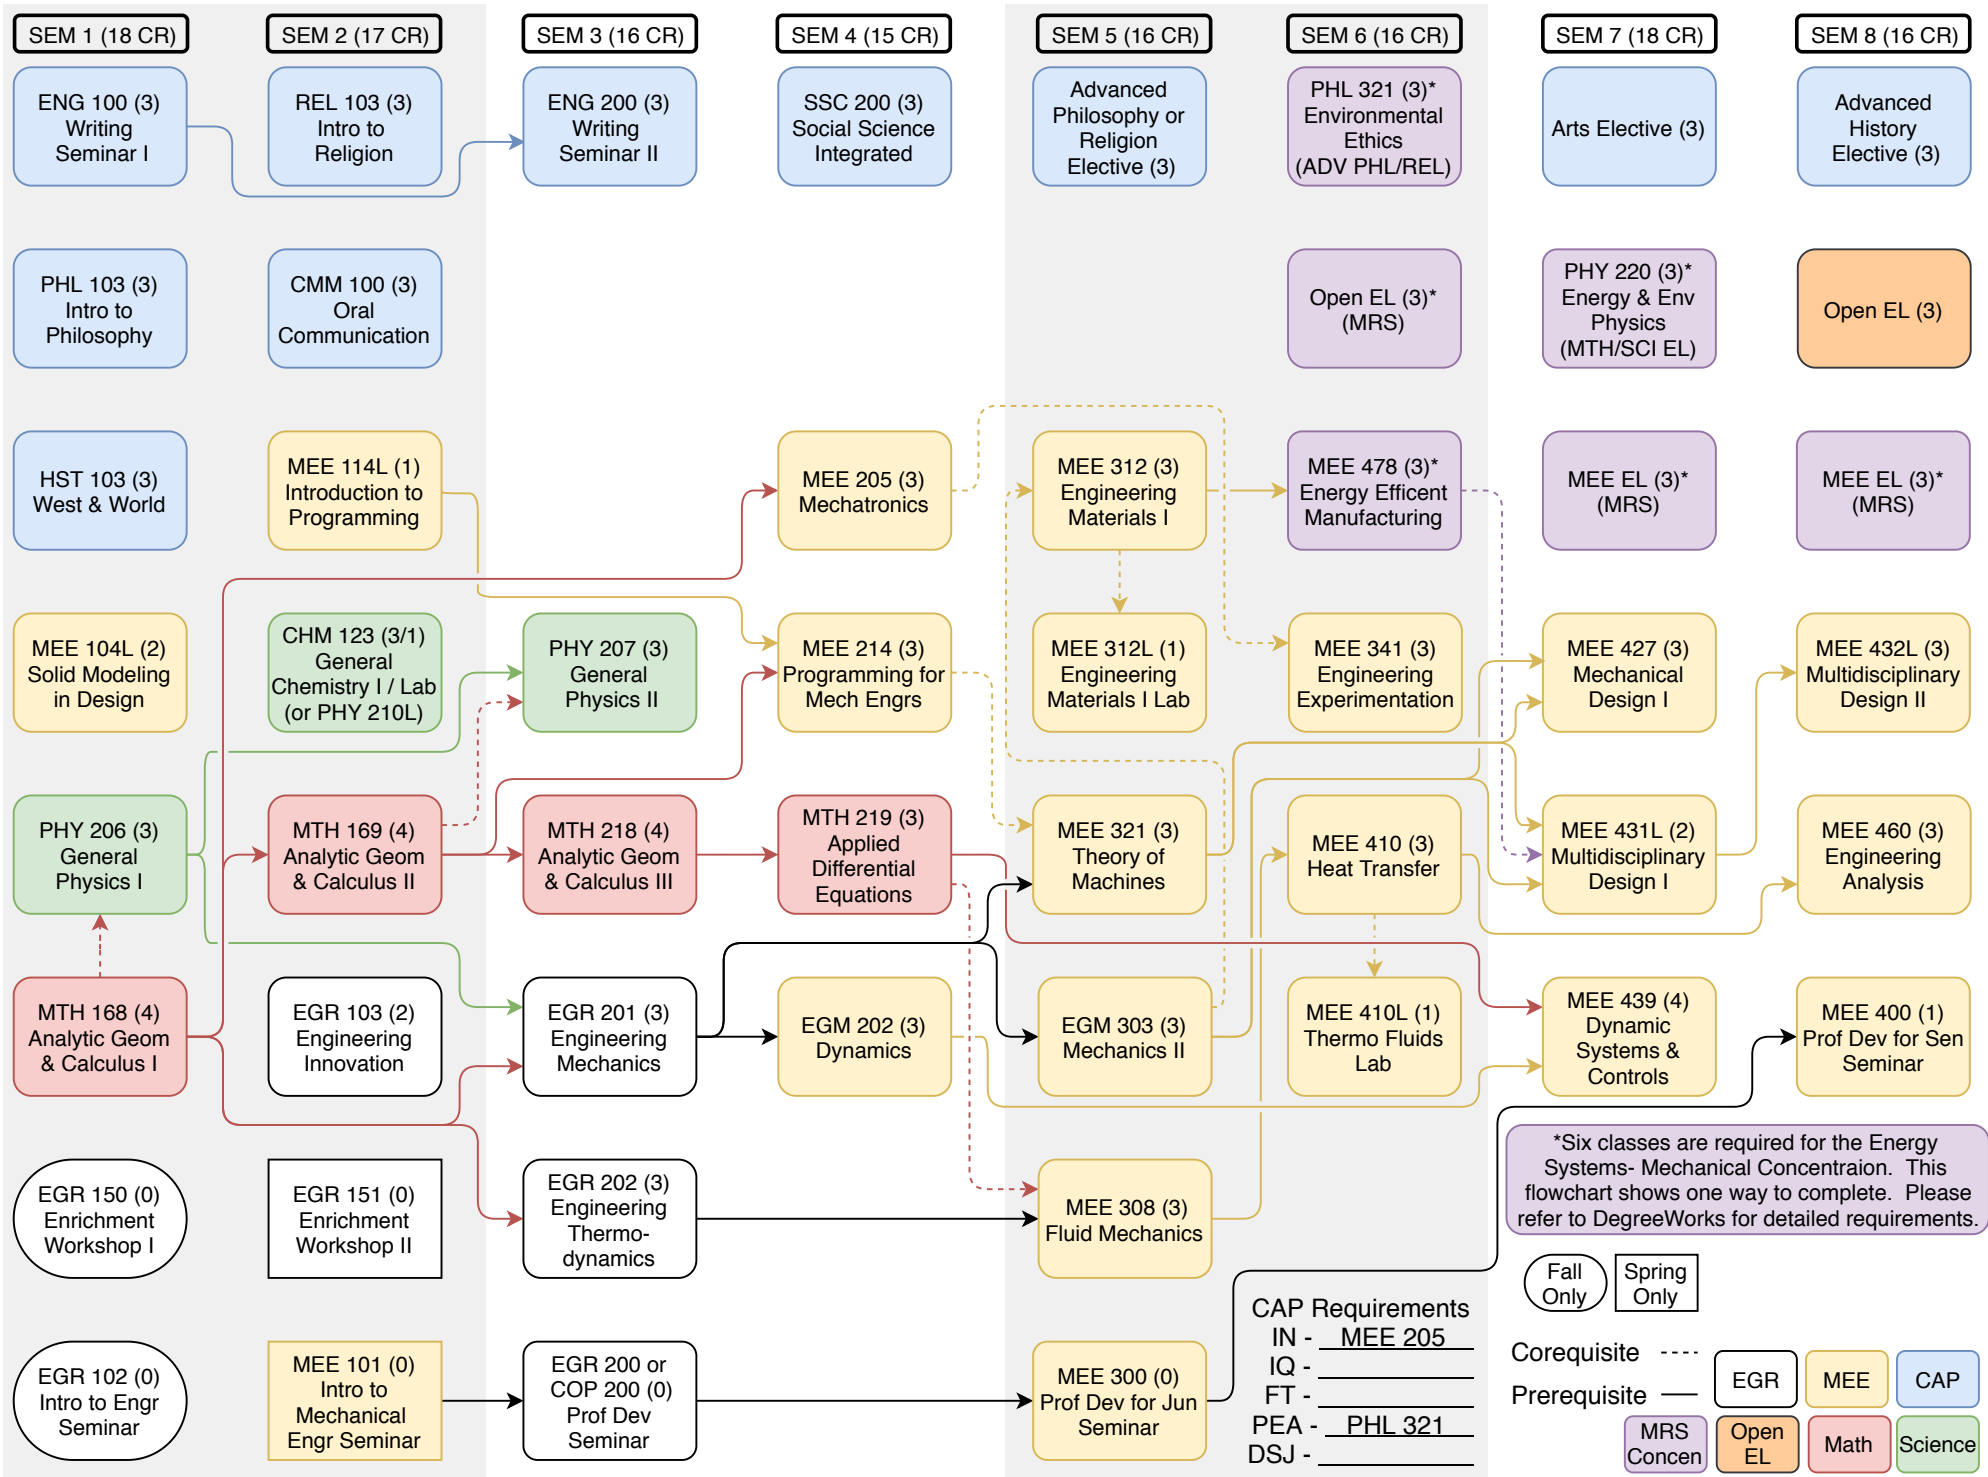 SEM 1 (18 CR)
SEM 2 (17 CR)
SEM 3 (16 CR)
SEM 4 (15 CR)
SEM 5 (16 CR)
SEM 6 (16 CR)
SEM 7 (18 CR)
SEM 8 (16 CR)
ENG 100 (3)
Writing
Seminar I
REL 103 (3)
Intro to
Religion
ENG 200 (3)
Writing
Seminar II
SSC 200 (3)
Social Science
Integrated
Advanced
Philosophy or
Religion
Elective (3)
PHL 321 (3)*
Environmental
Ethics
(ADV PHL/REL)
Arts Elective (3)
Advanced
History
Elective (3)
PHL 103 (3)
Intro to
Philosophy
CMM 100 (3)
Oral
Communication
Open EL (3)*
(MRS)
PHY 220 (3)*
Energy & Env
Physics
(MTH/SCI EL)
Open EL (3)
HST 103 (3)
West & World
MEE 114L (1)
Introduction to
Programming
MEE 205 (3)
Mechatronics
MEE 312 (3)
Engineering
Materials I
MEE 478 (3)*
Energy Efficent
Manufacturing
MEE EL (3)*
(MRS)
MEE EL (3)*
(MRS)
MEE 104L (2)
Solid Modeling
in Design
CHM 123 (3/1)
General
Chemistry I / Lab
(or PHY 210L)
PHY 207 (3)
General
Physics II
MEE 214 (3)
Programming for
Mech Engrs
MEE 312L (1)
Engineering
Materials I Lab
MEE 341 (3)
Engineering
Experimentation
MEE 427 (3)
Mechanical
Design I
MEE 432L (3)
Multidisciplinary
Design II
PHY 206 (3)
General
Physics I
MTH 169 (4)
Analytic Geom
& Calculus II
MTH 218 (4)
Analytic Geom
& Calculus III
MTH 219 (3)
Applied
Differential
Equations
MEE 321 (3)
Theory of
Machines
MEE 410 (3)
Heat Transfer
MEE 431L (2)
Multidisciplinary
Design I
MEE 460 (3)
Engineering
Analysis
MTH 168 (4)
Analytic Geom
& Calculus I
EGR 103 (2)
Engineering
Innovation
EGR 201 (3)
Engineering
Mechanics
EGM 202 (3)
Dynamics
EGM 303 (3)
Mechanics II
MEE 410L (1)
Thermo Fluids
Lab
MEE 439 (4)
Dynamic
Systems &
Controls
MEE 400 (1)
Prof Dev for Sen
Seminar
EGR 150 (0)
Enrichment
Workshop I
EGR 151 (0)
Enrichment
Workshop II
EGR 202 (3)
Engineering
Thermo-
dynamics
MEE 308 (3)
Fluid Mechanics
*Six classes are required for the Energy
Systems- Mechanical Concentraion. This
flowchart shows one way to complete. Please
refer to DegreeWorks for detailed requirements.
Fall
Only
Spring
Only
EGR 102 (0)
Intro to Engr
Seminar
MEE 101 (0)
Intro to
Mechanical
Engr Seminar
EGR 200 or
COP 200 (0)
Prof Dev
Seminar
MEE 300 (0)
Prof Dev for Jun
Seminar
CAP Requirements
IN - MEE 205
IQ -
FT -
PEA - PHL 321
DSJ -
Corequisite
Prerequisite
EGR
MEE
CAP
MRS
Concen
Open
EL
Math
Science